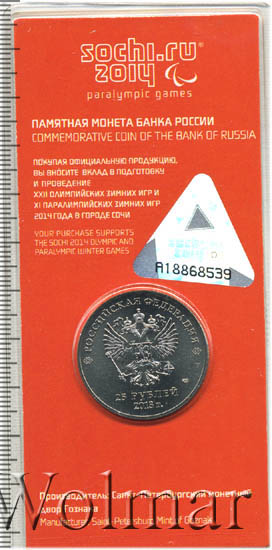 sochi.ru
2014
paralympic games
ПАМЯТНАЯ МОНЕТА БАНКА РОССИИ
COMMEMORATIVE COIN OF THE BANK OF RUSSIA
ПОКУПАЯ ОФИЦИАЛЬНУЮ ПРОДУКЦИЮ,
ВЫ ВНОСИТЕ ВКЛАД В ПОДГОТОВКУ
И ПРОВЕДЕНИЕ
XXII ОЛИМПИЙСКИХ ЗИМНИХ ИГР И
XI ПАРАЛИМПИЙСКИХ ЗИМНИХ ИГР
2014 ГОДА В ГОРОДЕ СОЧИ
YOUR PURCHASE SUPPORTS
THE SOCHI 2014 OLYMPIC AND
PARALYMPIC WINTER GAMES
A18868539
РОССИЙСКАЯ ФЕДЕРАЦИЯ
25 РУБЛЕЙ
2013 г.
Производитель: Санкт-Петербургский монетный
двор Гознака
Manufacturer: Saint-Petersburg Mint of Goznak
Wolmar